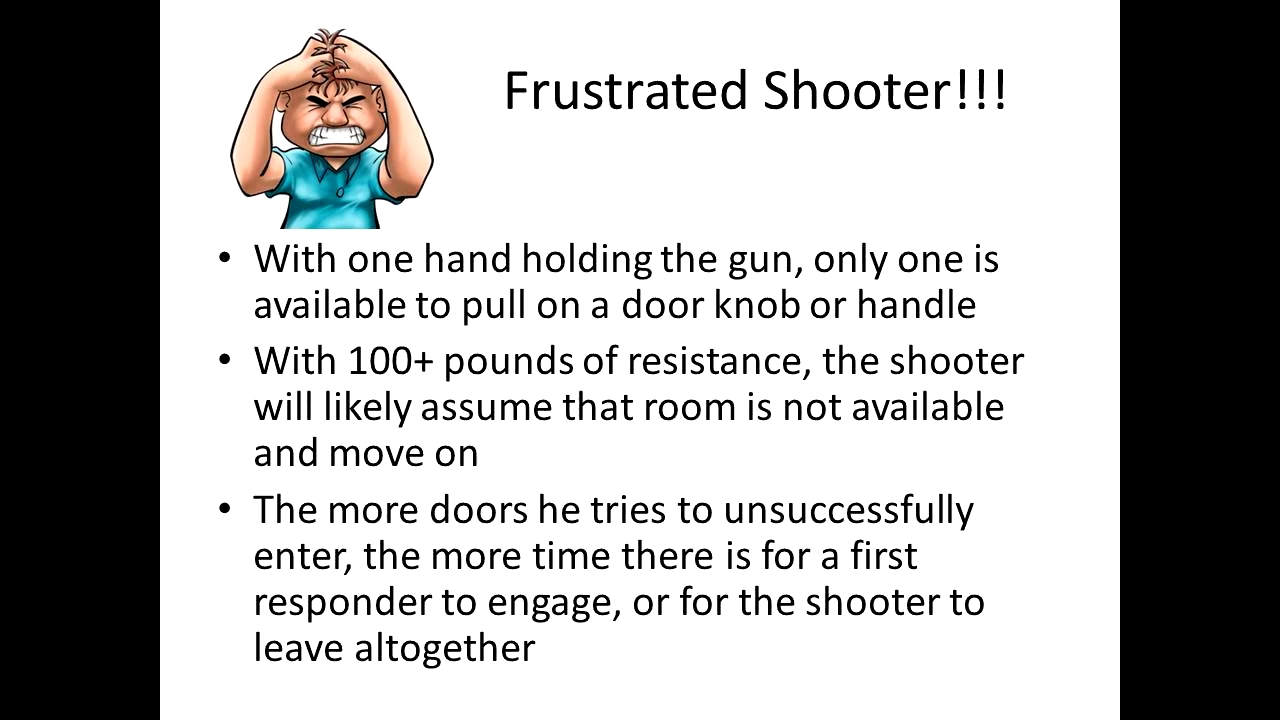 Frustrated Shooter!!!
• With one hand holding the gun, only one is
available to pull on a door knob or handle
• With 100+ pounds of resistance, the shooter
will likely assume that room is not available
and move on
• The more doors he tries to unsuccessfully
enter, the more time there is for a first
responder to engage, or for the shooter to
leave altogether